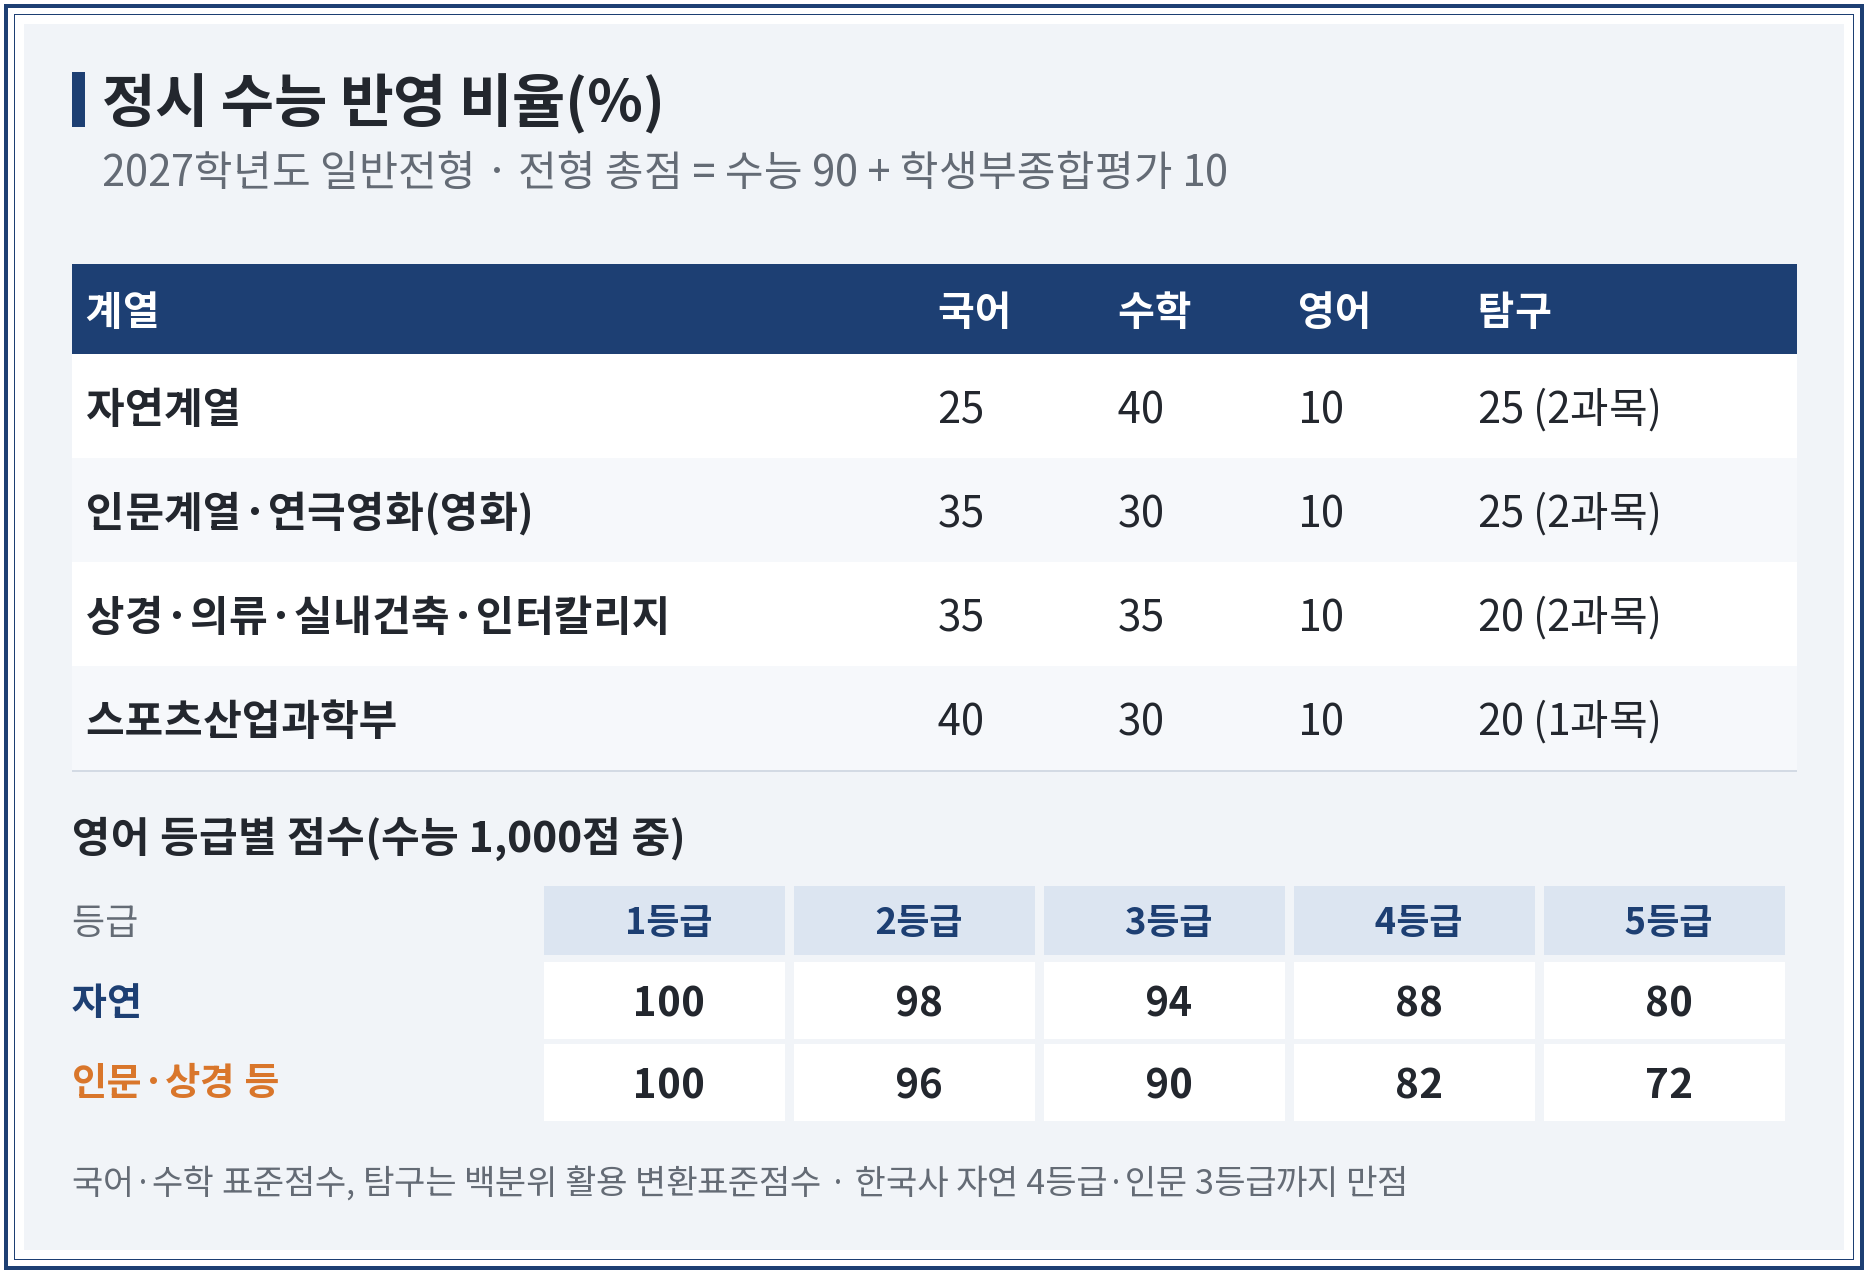 정시 수능 반영 비율(%)
2027학년도 일반전형 · 전형 총점 = 수능 90 + 학생부종합평가 10
계열 국어 수학 영어 탐구
자연계열 25 40 10 25 (2과목)
인문계열·연극영화(영화) 35 30 10 25 (2과목)
상경·의류·실내건축·인터칼리지 35 35 10 20 (2과목)
스포츠산업과학부 40 30 10 20 (1과목)
영어 등급별 점수(수능 1,000점 중)
등급 1등급 2등급 3등급 4등급 5등급
자연 100 98 94 88 80
인문·상경 등 100 96 90 82 72
국어·수학 표준점수, 탐구는 백분위 활용 변환표준점수 · 한국사 자연 4등급·인문 3등급까지 만점